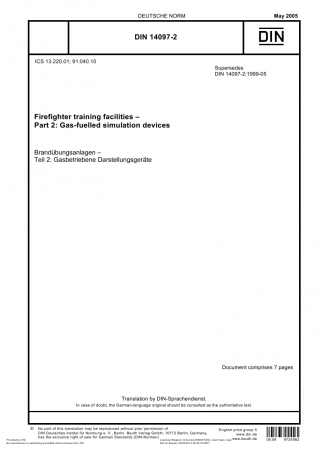 DEUTSCHE NORM
May 2005
DIN 14097-2
DIN
ICS 13.220.01; 91.040.10
Supersedes
DIN 14097-2:1999-05
Firefighter training facilities –
Part 2: Gas-fuelled simulation devices
Brandübungsanlagen –
Teil 2: Gasbetriebene Darstellungsgeräte
Document comprises 7 pages
Translation by DIN-Sprachendienst.
In case of doubt, the German-language original should be consulted as the authoritative text.
© No part of this translation may be reproduced without prior permission of
DIN Deutsches Institut für Normung e. V., Berlin. Beuth Verlag GmbH, 10772 Berlin, Germany,
has the exclusive right of sale for German Standards (DIN-Normen).
English price group 8
www.din.de
www.beuth.de